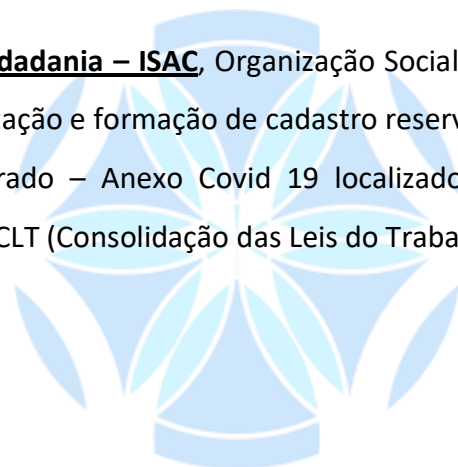 dadania – ISAC, Organização Social
ação e formação de cadastro reserv
rado – Anexo Covid 19 localizado
CLT (Consolidação das Leis do Traba